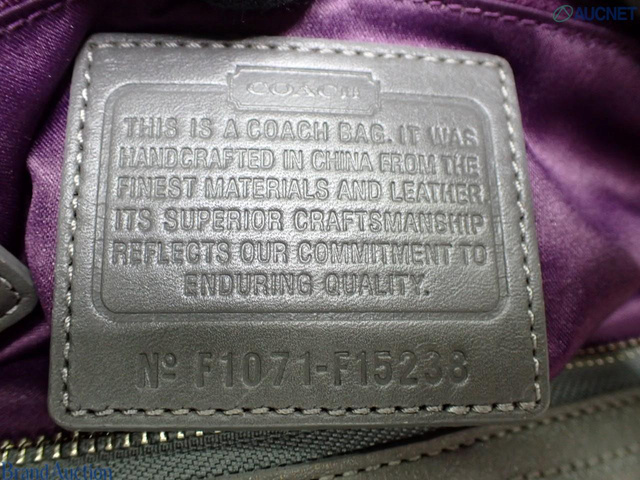 AUCNET
COACH
THIS IS A COACH BAG. IT WAS
HANDCRAFTED IN CHINA FROM THE
FINEST MATERIALS AND LEATHER
ITS SUPERIOR CRAFTSMANSHIP
REFLECTS OUR COMMITMENT TO
ENDURING QUALITY.
Nº F1071-F15238
Brand Auction